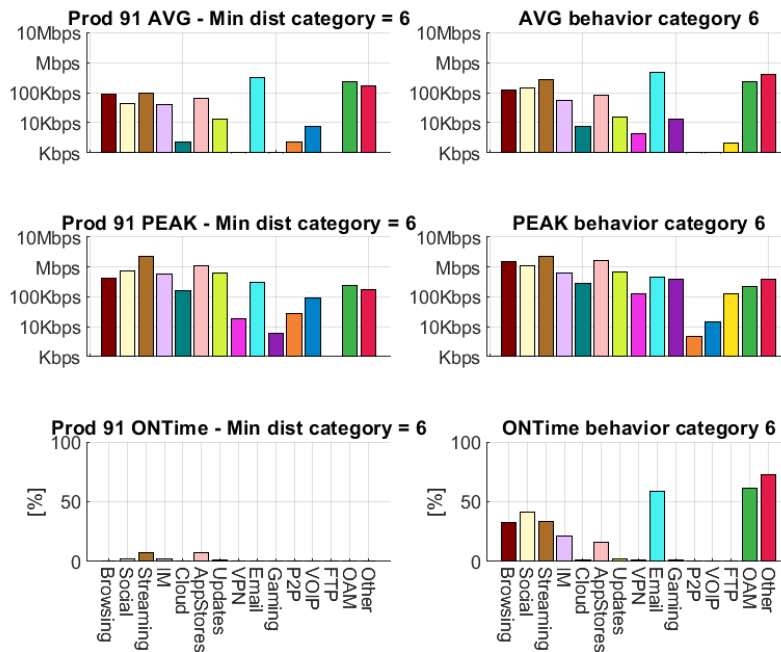 Prod 91 AVG - Min dist category = 6
10Mbps
Mbps
100Kbps
10Kbps
Kbps
AVG behavior category 6
10Mbps
Mbps
100Kbps
10Kbps
Kbps
Prod 91 PEAK - Min dist category = 6
10Mbps
Mbps
100Kbps
10Kbps
Kbps
PEAK behavior category 6
10Mbps
Mbps
100Kbps
10Kbps
Kbps
Prod 91 ONTime - Min dist category = 6
[%]
100
50
0
Browsing
Social
Streaming
IM
Cloud
AppStores
Updates
VPN
Email
Gaming
P2P
VOIP
FTP
OAM
Other
ONTime behavior category 6
[%]
100
50
0
Browsing
Social
Streaming
IM
Cloud
AppStores
Updates
VPN
Email
Gaming
P2P
VOIP
FTP
OAM
Other